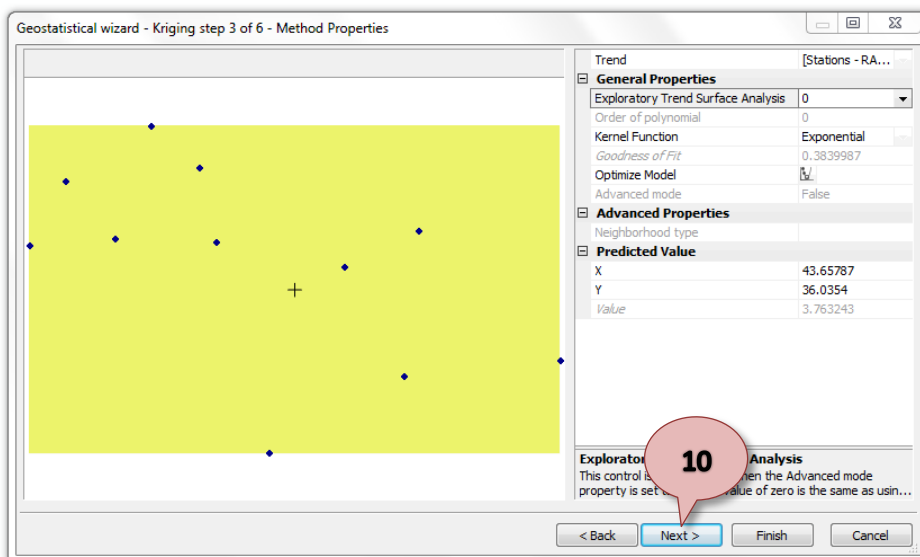 Geostatistical wizard - Kriging step 3 of 6 - Method Properties
Trend [Stations - RA...
General Properties
Exploratory Trend Surface Analysis 0
Order of polynomial 0
Kernel Function Exponential
Goodness of Fit 0.3839987
Optimize Model
Advanced mode False
Advanced Properties
Neighborhood type
Predicted Value
X 43.65787
Y 36.0354
Value 3.763243
10
Analysis
This control is hen the Advanced mode
property is set alue of zero is the same as usin...
< Back Next > Finish Cancel